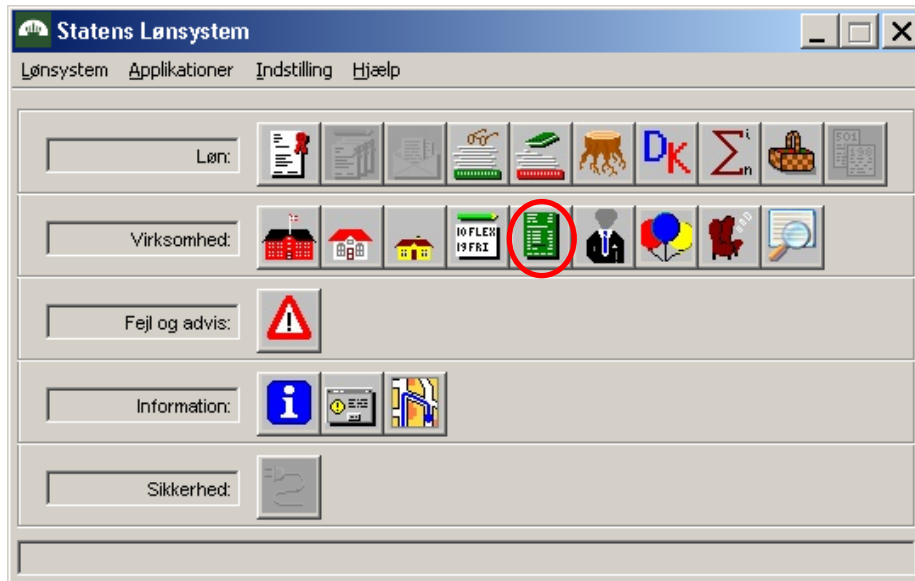 Statens Lønsystem
Lønsystem Applikationer Indstilling Hjælp
Løn:
DK
Σ i n
501
198
Virksomhed:
10 FLEX
19 FRI
Fejl og advis:
Information:
i
Sikkerhed: